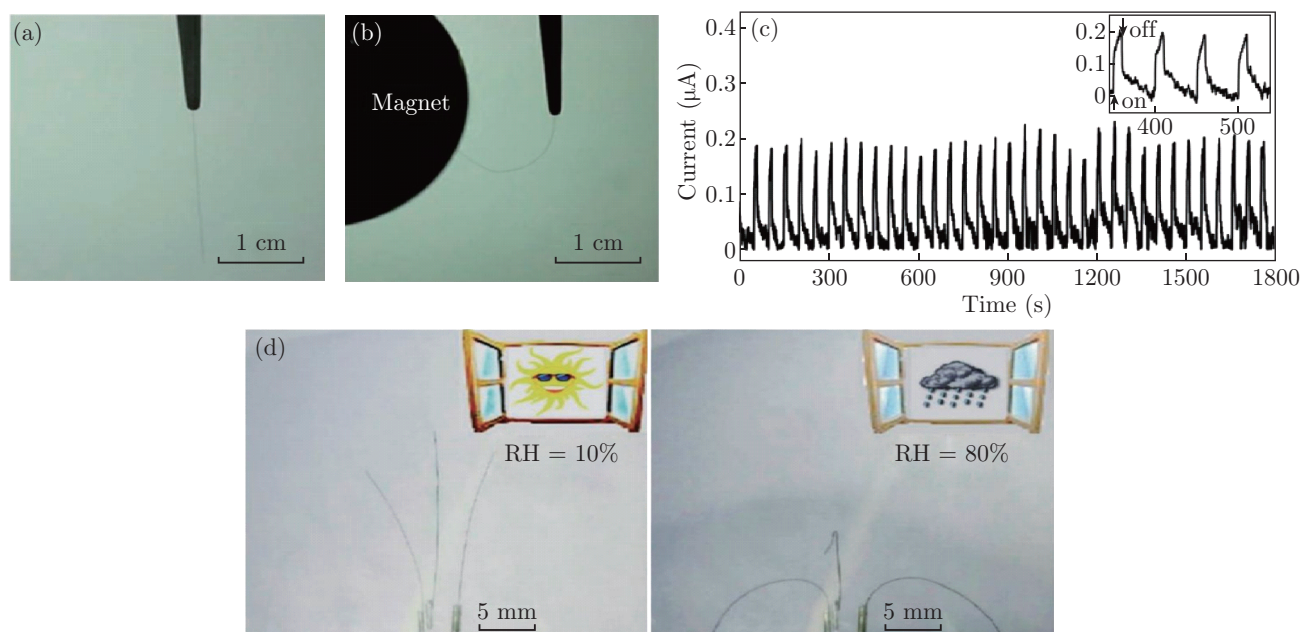 (a)
1 cm
(b)
Magnet
1 cm
(c)
Current (μA)
0.4
0.3
0.2
0.1
0
0 300 600 900 1200 1500 1800
Time (s)
0.2
0.1
0
off
on
400 500
(d)
RH = 10%
5 mm
RH = 80%
5 mm